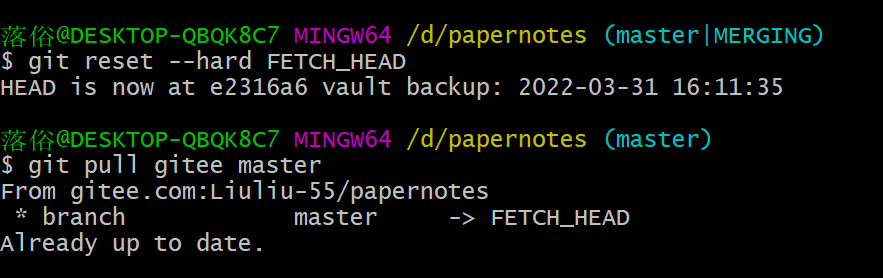 落俗@DESKTOP-QBQK8C7 MINGW64 /d/papernotes (master|MERGING)
$ git reset --hard FETCH_HEAD
HEAD is now at e2316a6 vault backup: 2022-03-31 16:11:35
落俗@DESKTOP-QBQK8C7 MINGW64 /d/papernotes (master)
$ git pull gitee master
From gitee.com:Liuliu-55/papernotes
 * branch            master     -> FETCH_HEAD
Already up to date.